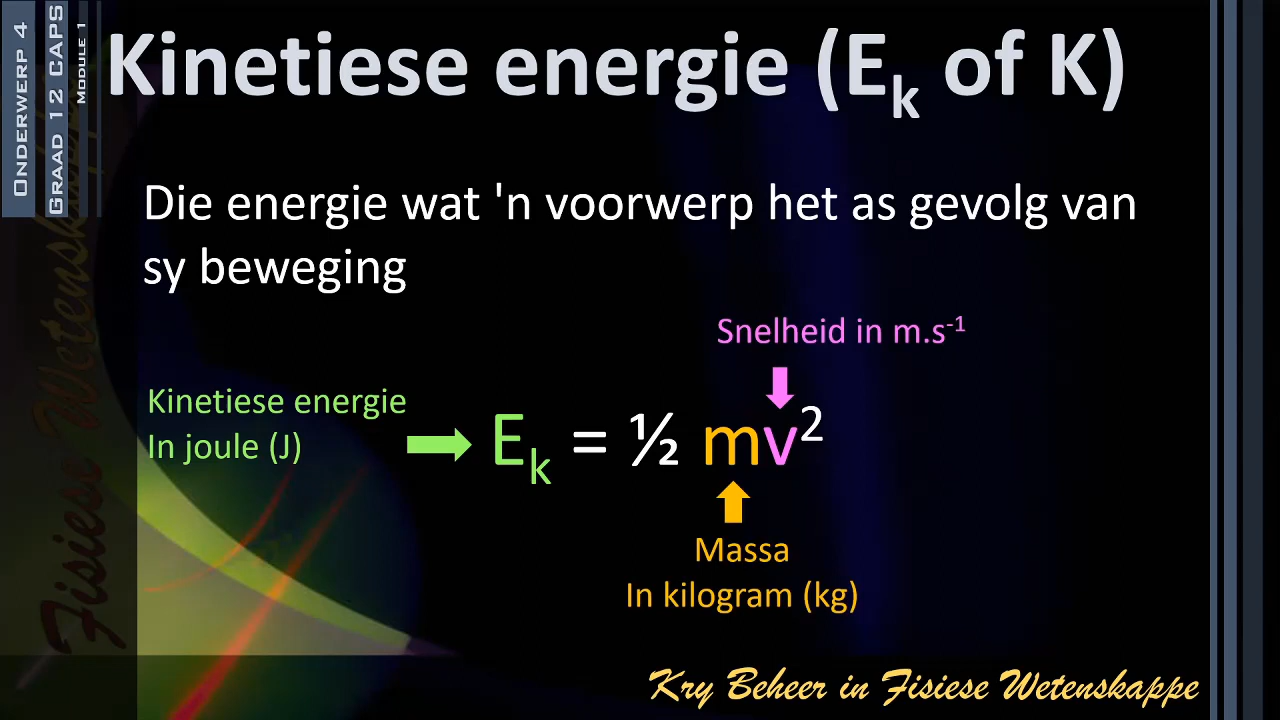 ONDERWERP 4
GRAAD 12 CAPS
MODULE 1
Kinetiese energie (Eₖ of K)
Die energie wat 'n voorwerp het as gevolg van
sy beweging
Snelheid in m.s⁻¹
Kinetiese energie
In joule (J)
Eₖ = ½ mv²
Massa
In kilogram (kg)
Fisiese Wetenskappe
Kry Beheer in Fisiese Wetenskappe